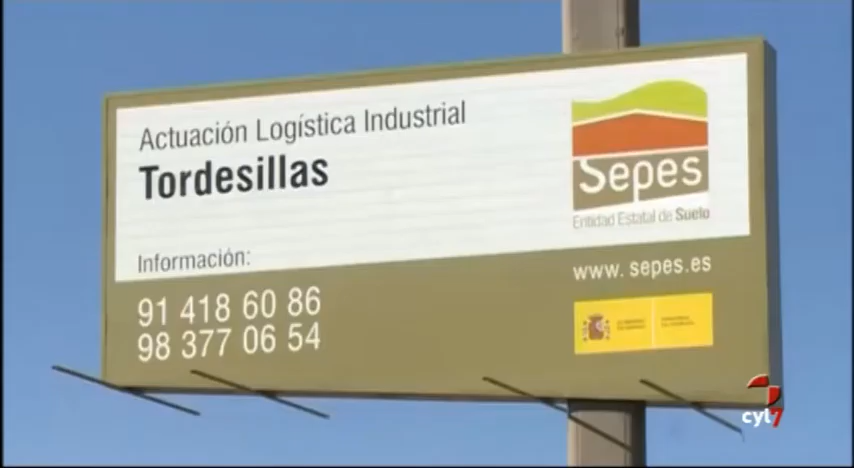 Actuación Logística Industrial
Tordesillas
Sepes
Entidad Estatal de Suelo
Información:
www. sepes.es
91 418 60 86
98 377 06 54
cyl7